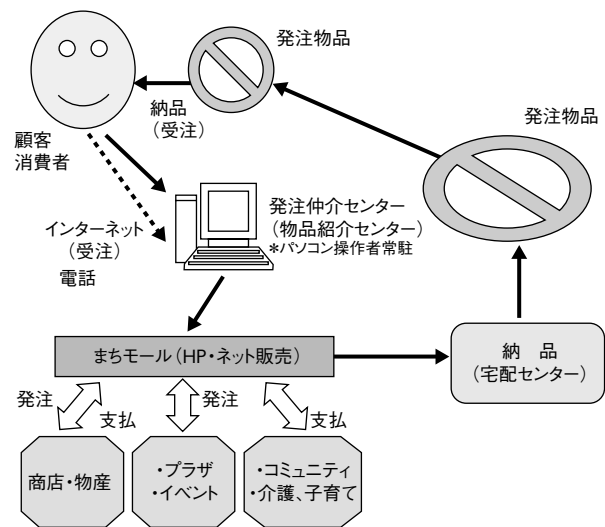 発注物品
納品
(受注)
発注物品
顧客
消費者
インターネット
(受注)
電話
発注仲介センター
(物品紹介センター)
*パソコン操作者常駐
まちモール(HP・ネット販売)
納 品
(宅配センター)
発注
支払
発注
支払
商店・物産
・プラザ
・イベント
・コミュニティ
・介護、子育て